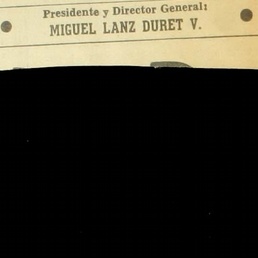 Presidente y Director General:
MIGUEL LANZ DURET V.